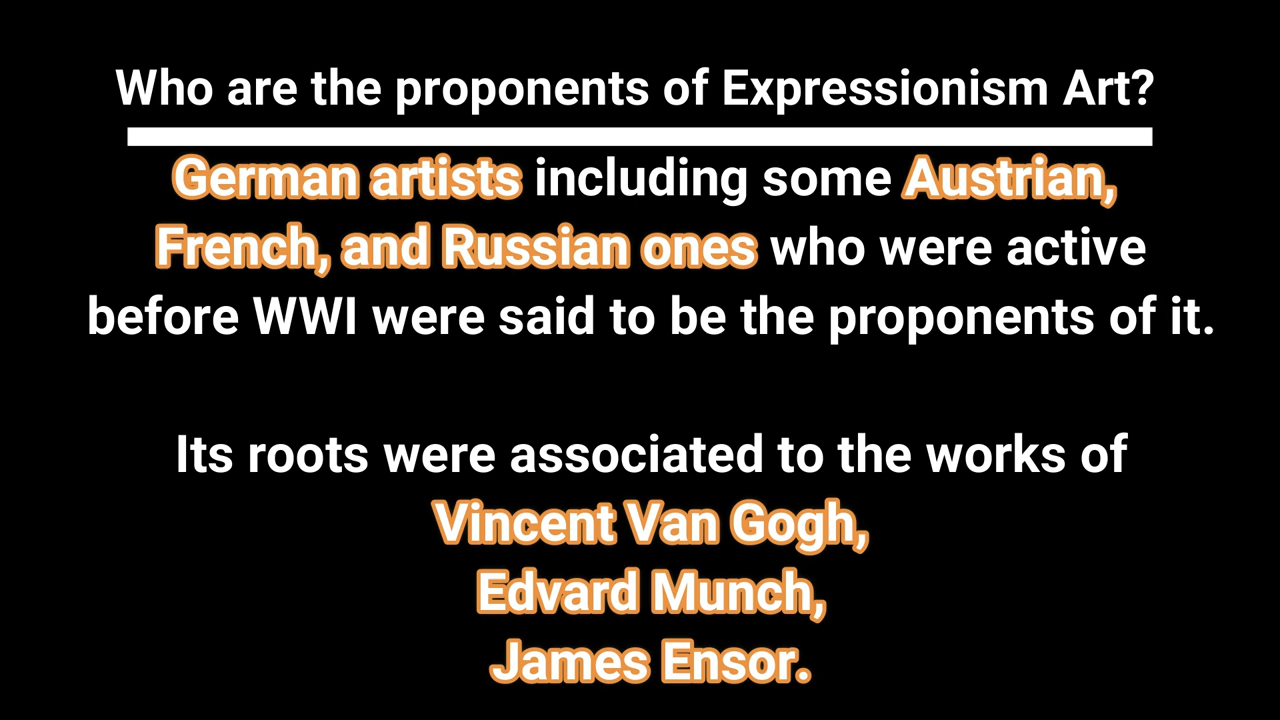 Who are the proponents of Expressionism Art?
German artists including some Austrian,
French, and Russian ones who were active
before WWI were said to be the proponents of it.
Its roots were associated to the works of
Vincent Van Gogh,
Edvard Munch,
James Ensor.